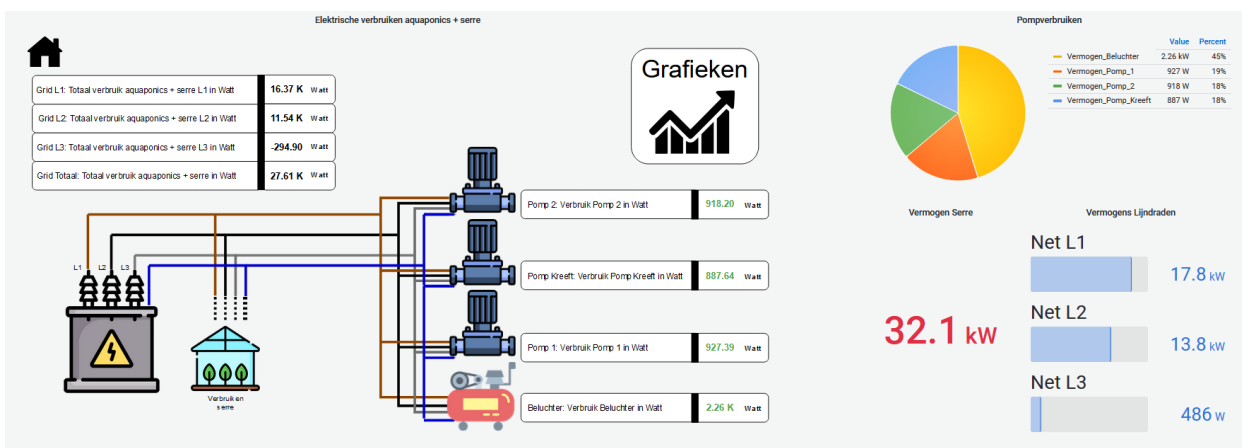 Elektrische verbruiken aquaponics + serre
Grid L1: Totaal verbruik aquaponics + serre L1 in Watt 16.37 K Watt
Grid L2: Totaal verbruik aquaponics + serre L2 in Watt 11.54 K Watt
Grid L3: Totaal verbruik aquaponics + serre L3 in Watt -294.90 Watt
Grid Totaal: Totaal verbruik aquaponics + serre in Watt 27.61 K Watt
Grafieken
L1 L2 L3
Verbruiken
serre
Pomp 2: Verbruik Pomp 2 in Watt 918.20 Watt
Pomp Kreeft: Verbruik Pomp Kreeft in Watt 887.64 Watt
Pomp 1: Verbruik Pomp 1 in Watt 927.39 Watt
Beluchter: Verbruik Beluchter in Watt 2.26 K Watt
Pompverbruiken
Value Percent
Vermogen_Beluchter 2.26 kW 45%
Vermogen_Pomp_1 927 W 19%
Vermogen_Pomp_2 918 W 18%
Vermogen_Pomp_Kreeft 887 W 18%
Vermogen Serre
32.1 kW
Vermogens Lijndraden
Net L1
17.8 kW
Net L2
13.8 kW
Net L3
486 W